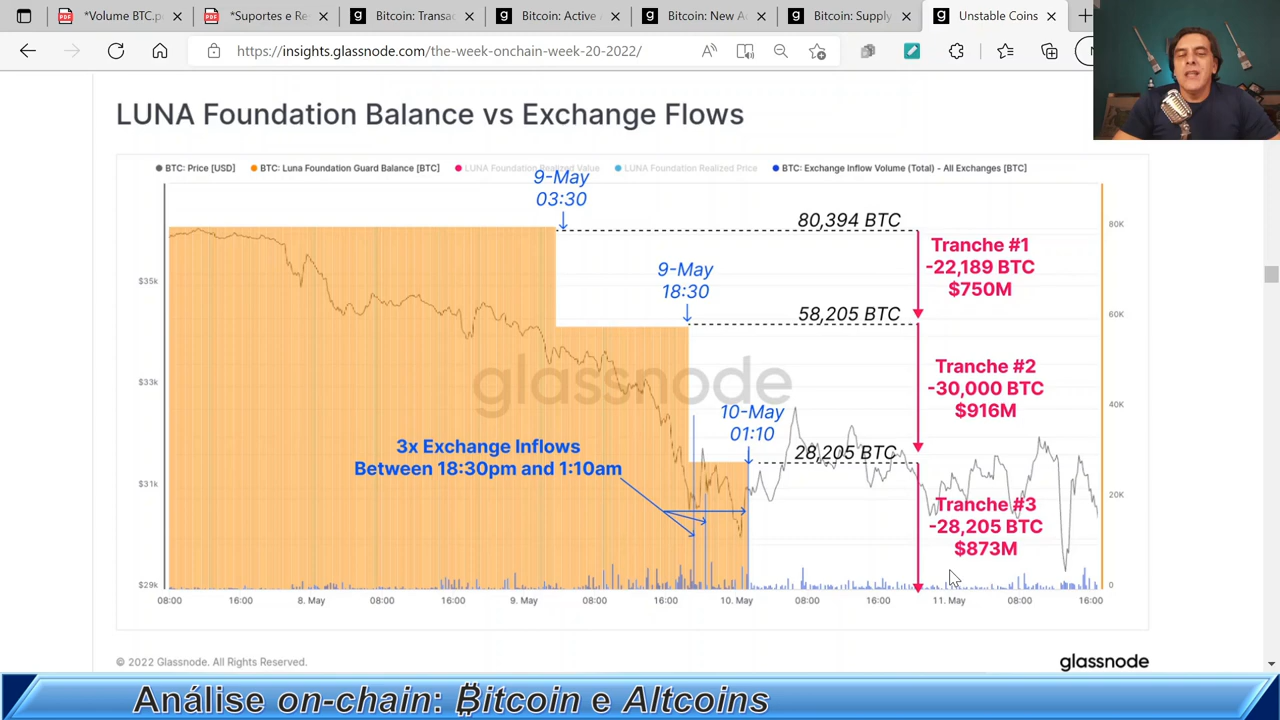 *Volume BTC.p
*Suportes e Re
Bitcoin: Transac
Bitcoin: Active A
Bitcoin: New Ac
Bitcoin: Supply
Unstable Coins
https://insights.glassnode.com/the-week-onchain-week-20-2022/
LUNA Foundation Balance vs Exchange Flows
BTC: Price [USD]
BTC: Luna Foundation Guard Balance [BTC]
LUNA Foundation Realized Value
LUNA Foundation Realized Price
BTC: Exchange Inflow Volume (Total) - All Exchanges [BTC]
9-May
03:30
80,394 BTC
80K
Tranche #1
-22,189 BTC
$750M
9-May
18:30
$35k
58,205 BTC
60K
glassnode
Tranche #2
-30,000 BTC
$916M
$33k
40K
10-May
01:10
3x Exchange Inflows
Between 18:30pm and 1:10am
28,205 BTC
$31k
20K
Tranche #3
-28,205 BTC
$873M
$29k
0
08:00 16:00 8. May 08:00 16:00 9. May 08:00 16:00 10. May 08:00 16:00 11. May 08:00 16:00
© 2022 Glassnode. All Rights Reserved.
glassnode
Análise on-chain: ₿itcoin e Altcoins